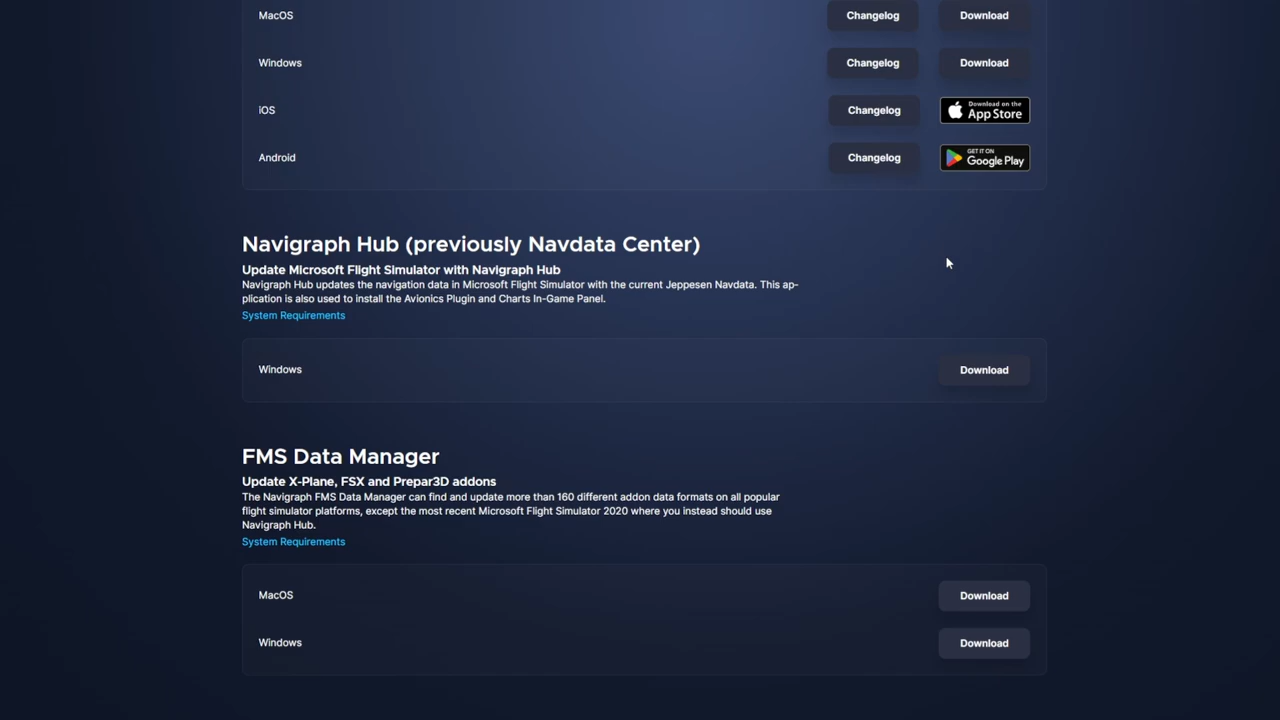 MacOS Changelog Download
Windows Changelog Download
iOS Changelog Download on the App Store
Android Changelog GET IT ON Google Play
Navigraph Hub (previously Navdata Center)
Update Microsoft Flight Simulator with Navigraph Hub
Navigraph Hub updates the navigation data in Microsoft Flight Simulator with the current Jeppesen Navdata. This ap-
plication is also used to install the Avionics Plugin and Charts In-Game Panel.
System Requirements
Windows Download
FMS Data Manager
Update X-Plane, FSX and Prepar3D addons
The Navigraph FMS Data Manager can find and update more than 160 different addon data formats on all popular
flight simulator platforms, except the most recent Microsoft Flight Simulator 2020 where you instead should use
Navigraph Hub.
System Requirements
MacOS Download
Windows Download